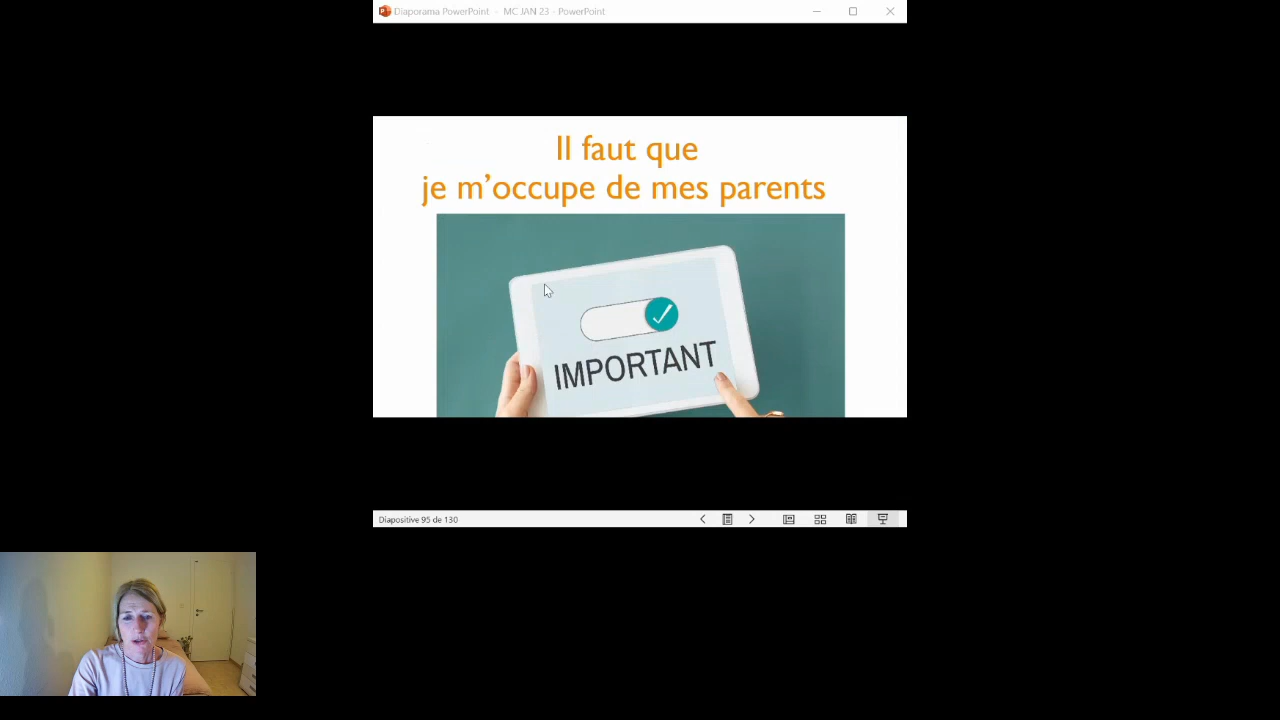 Diaporama PowerPoint - MC JAN 23 - PowerPoint
Il faut que
je m’occupe de mes parents
IMPORTANT
Diapositive 95 de 130